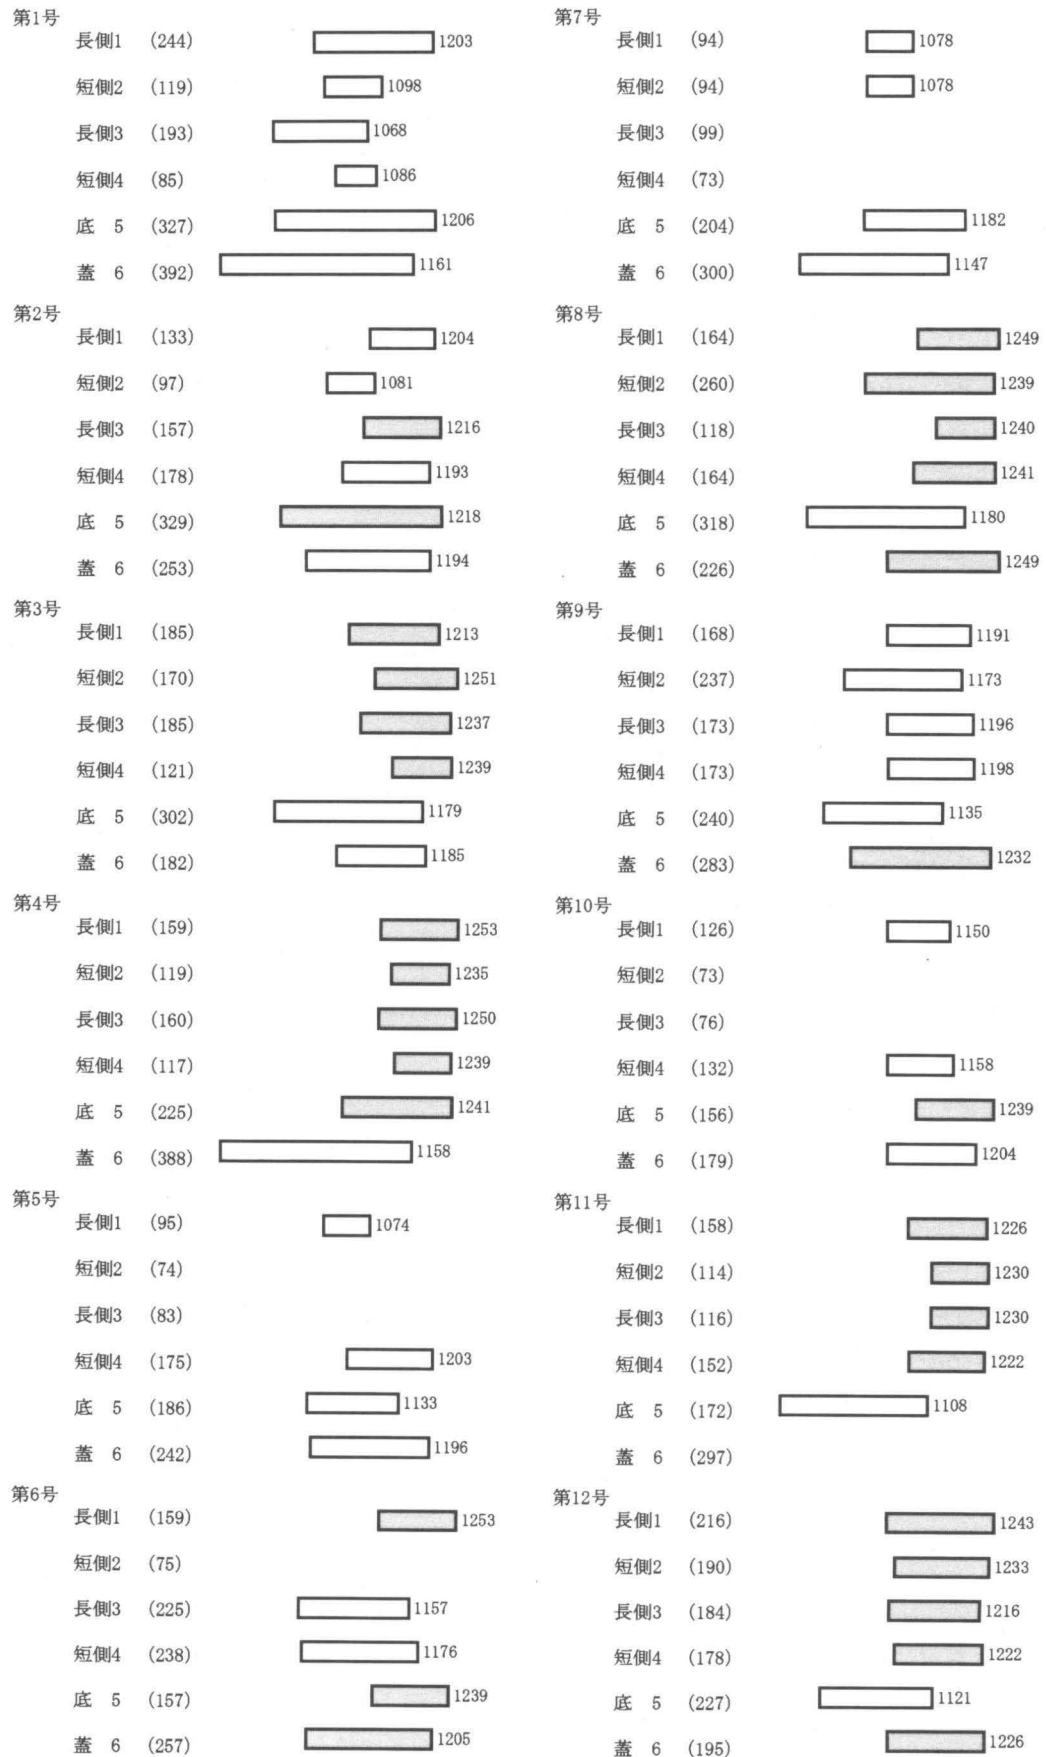 第1号
長側1 (244) 1203
短側2 (119) 1098
長側3 (193) 1068
短側4 (85) 1086
底 5 (327) 1206
蓋 6 (392) 1161
第2号
長側1 (133) 1204
短側2 (97) 1081
長側3 (157) 1216
短側4 (178) 1193
底 5 (329) 1218
蓋 6 (253) 1194
第3号
長側1 (185) 1213
短側2 (170) 1251
長側3 (185) 1237
短側4 (121) 1239
底 5 (302) 1179
蓋 6 (182) 1185
第4号
長側1 (159) 1253
短側2 (119) 1235
長側3 (160) 1250
短側4 (117) 1239
底 5 (225) 1241
蓋 6 (388) 1158
第5号
長側1 (95) 1074
短側2 (74)
長側3 (83)
短側4 (175) 1203
底 5 (186) 1133
蓋 6 (242) 1196
第6号
長側1 (159) 1253
短側2 (75)
長側3 (225) 1157
短側4 (238) 1176
底 5 (157) 1239
蓋 6 (257) 1205
第7号
長側1 (94) 1078
短側2 (94) 1078
長側3 (99)
短側4 (73)
底 5 (204) 1182
蓋 6 (300) 1147
第8号
長側1 (164) 1249
短側2 (260) 1239
長側3 (118) 1240
短側4 (164) 1241
底 5 (318) 1180
蓋 6 (226) 1249
第9号
長側1 (168) 1191
短側2 (237) 1173
長側3 (173) 1196
短側4 (173) 1198
底 5 (240) 1135
蓋 6 (283) 1232
第10号
長側1 (126) 1150
短側2 (73)
長側3 (76)
短側4 (132) 1158
底 5 (156) 1239
蓋 6 (179) 1204
第11号
長側1 (158) 1226
短側2 (114) 1230
長側3 (116) 1230
短側4 (152) 1222
底 5 (172) 1108
蓋 6 (297)
第12号
長側1 (216) 1243
短側2 (190) 1233
長側3 (184) 1216
短側4 (178) 1222
底 5 (227) 1121
蓋 6 (195) 1226